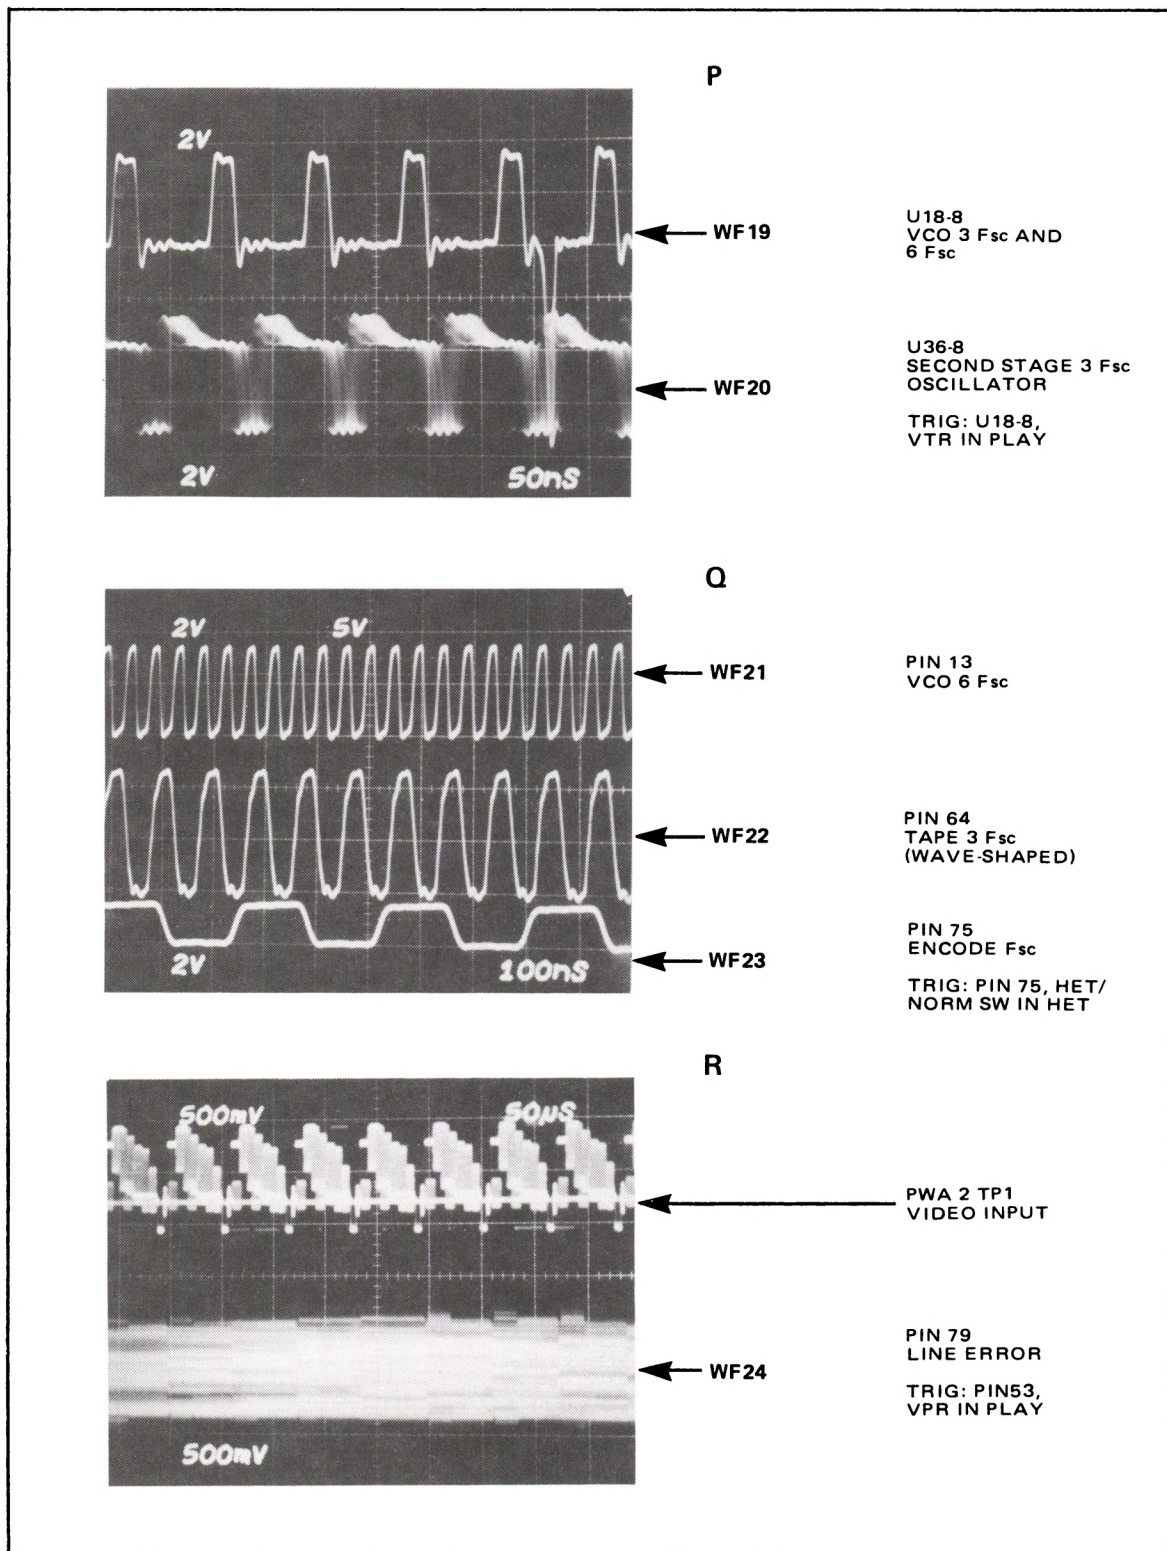 P
2V
WF19
U18-8
VCO 3 Fsc AND
6 Fsc
WF20
U36-8
SECOND STAGE 3 Fsc
OSCILLATOR
TRIG: U18-8,
VTR IN PLAY
2V
50nS
Q
2V 5V
WF21
PIN 13
VCO 6 Fsc
WF22
PIN 64
TAPE 3 Fsc
(WAVE-SHAPED)
WF23
PIN 75
ENCODE Fsc
TRIG: PIN 75, HET/
NORM SW IN HET
2V 100nS
R
500mV 50µS
PWA 2 TP1
VIDEO INPUT
WF24
PIN 79
LINE ERROR
TRIG: PIN53,
VPR IN PLAY
500mV